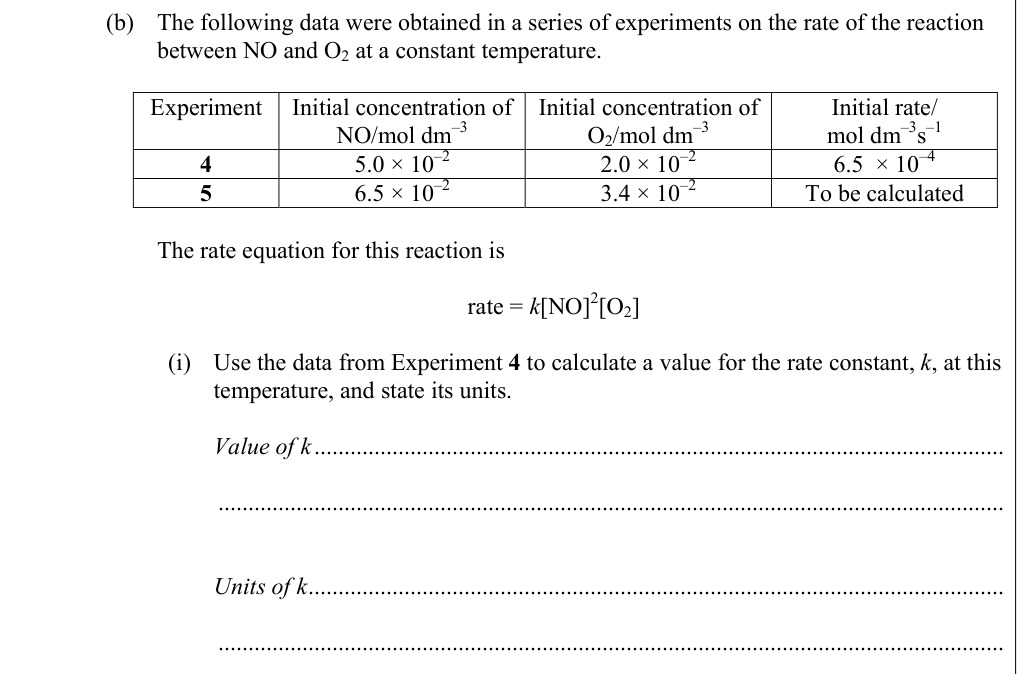 (b) The following data were obtained in a series of experiments on the rate of the reaction
between NO and O₂ at a constant temperature.
Experiment | Initial concentration of NO/mol dm⁻³ | Initial concentration of O₂/mol dm⁻³ | Initial rate/ mol dm⁻³s⁻¹
4 | 5.0 × 10⁻² | 2.0 × 10⁻² | 6.5 × 10⁻⁴
5 | 6.5 × 10⁻² | 3.4 × 10⁻² | To be calculated
The rate equation for this reaction is
rate = k[NO]²[O₂]
(i) Use the data from Experiment 4 to calculate a value for the rate constant, k, at this
temperature, and state its units.
Value of k
Units of k